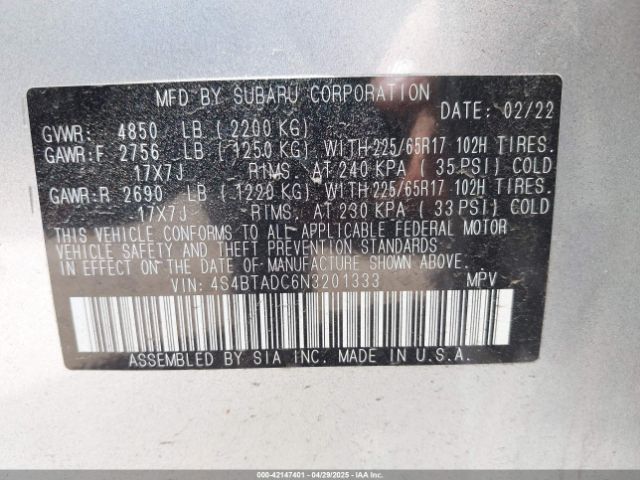 MFD BY SUBARU CORPORATION
DATE: 02/22
GVWR: 4850 LB (2200 KG)
GAWR:F 2756 LB (1250 KG) WITH 225/65R17 102H TIRES.
17X7J RIMS. AT 240 KPA (35 PSI) COLD
GAWR:R 2690 LB (1220 KG) WITH 225/65R17 102H TIRES.
17X7J RIMS. AT 230 KPA (33 PSI) COLD
THIS VEHICLE CONFORMS TO ALL APPLICABLE FEDERAL MOTOR
VEHICLE SAFETY AND THEFT PREVENTION STANDARDS
IN EFFECT ON THE DATE OF MANUFACTURE SHOWN ABOVE.
VIN: 4S4BTADC6N3201333 MPV
ASSEMBLED BY SIA INC. MADE IN U.S.A.
000-42147401 - 04/29/2025 - IAA Inc.